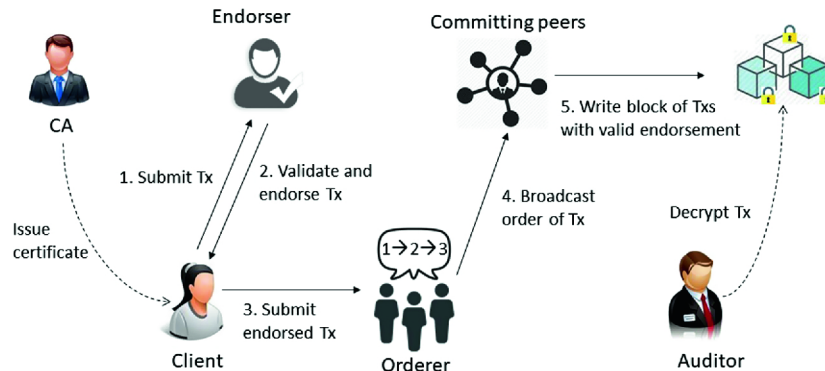 Endorser
Committing peers
CA
1. Submit Tx
2. Validate and
endorse Tx
5. Write block of Txs
with valid endorsement
4. Broadcast
order of Tx
Decrypt Tx
Issue
certificate
1→2→3
3. Submit
endorsed Tx
Client
Orderer
Auditor